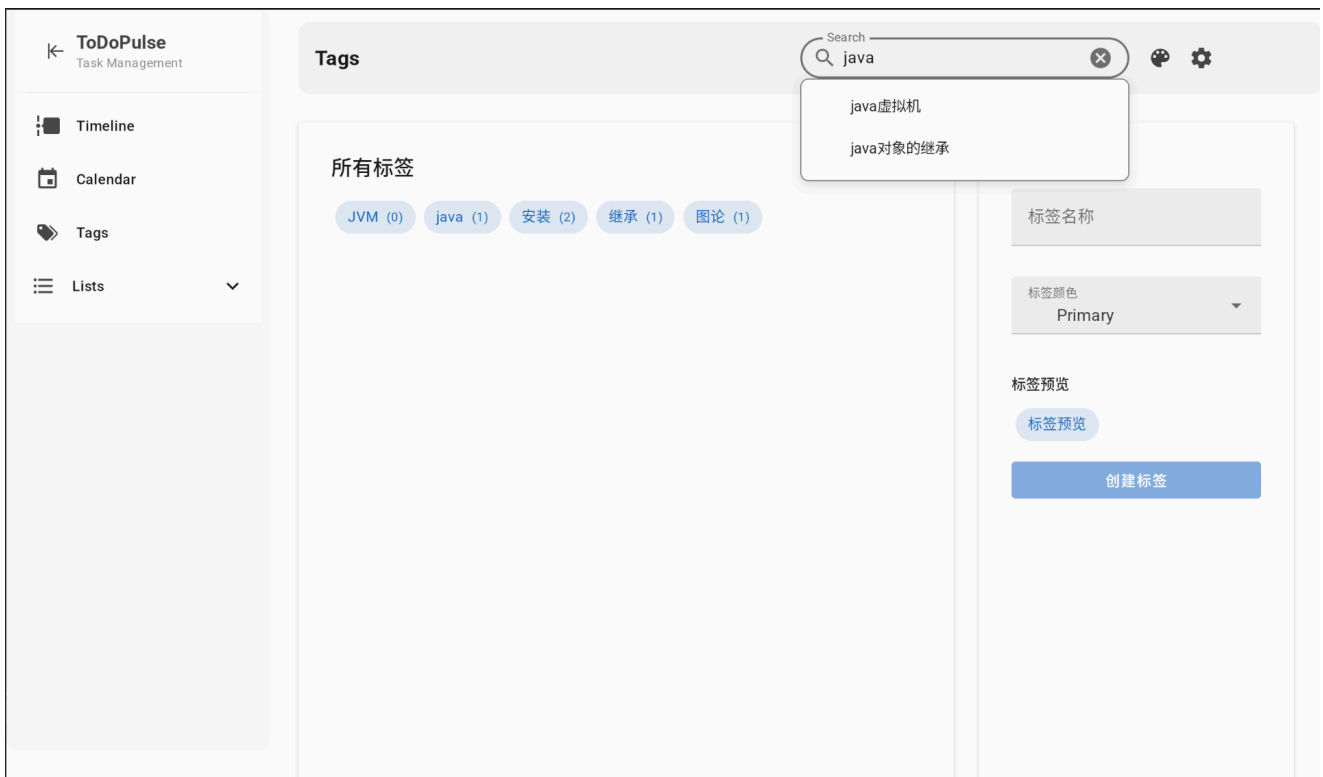 ToDoPulse
Task Management
Timeline
Calendar
Tags
Lists
Tags
Search
java
java虚拟机
java对象的继承
所有标签
JVM (0) java (1) 安装 (2) 继承 (1) 图论 (1)
标签名称
标签颜色
Primary
标签预览
标签预览
创建标签